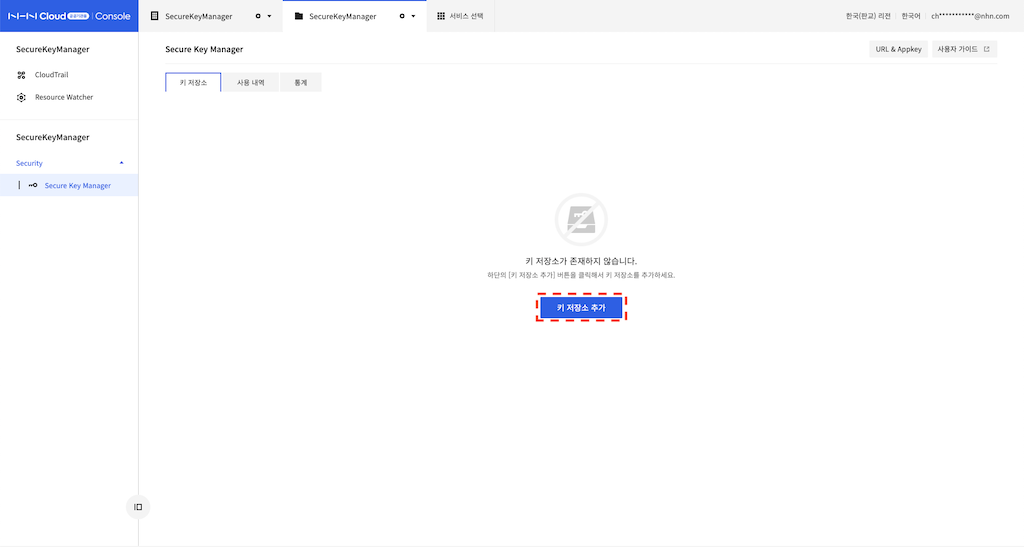 NHN Cloud 공공기관용 Console
SecureKeyManager
SecureKeyManager
서비스 선택
한국(판교) 리전
한국어
ch***********@nhn.com
SecureKeyManager
CloudTrail
Resource Watcher
SecureKeyManager
Security
Secure Key Manager
Secure Key Manager
URL & Appkey
사용자 가이드
키 저장소
사용 내역
통계
키 저장소가 존재하지 않습니다.
하단의 [키 저장소 추가] 버튼을 클릭해서 키 저장소를 추가하세요.
키 저장소 추가